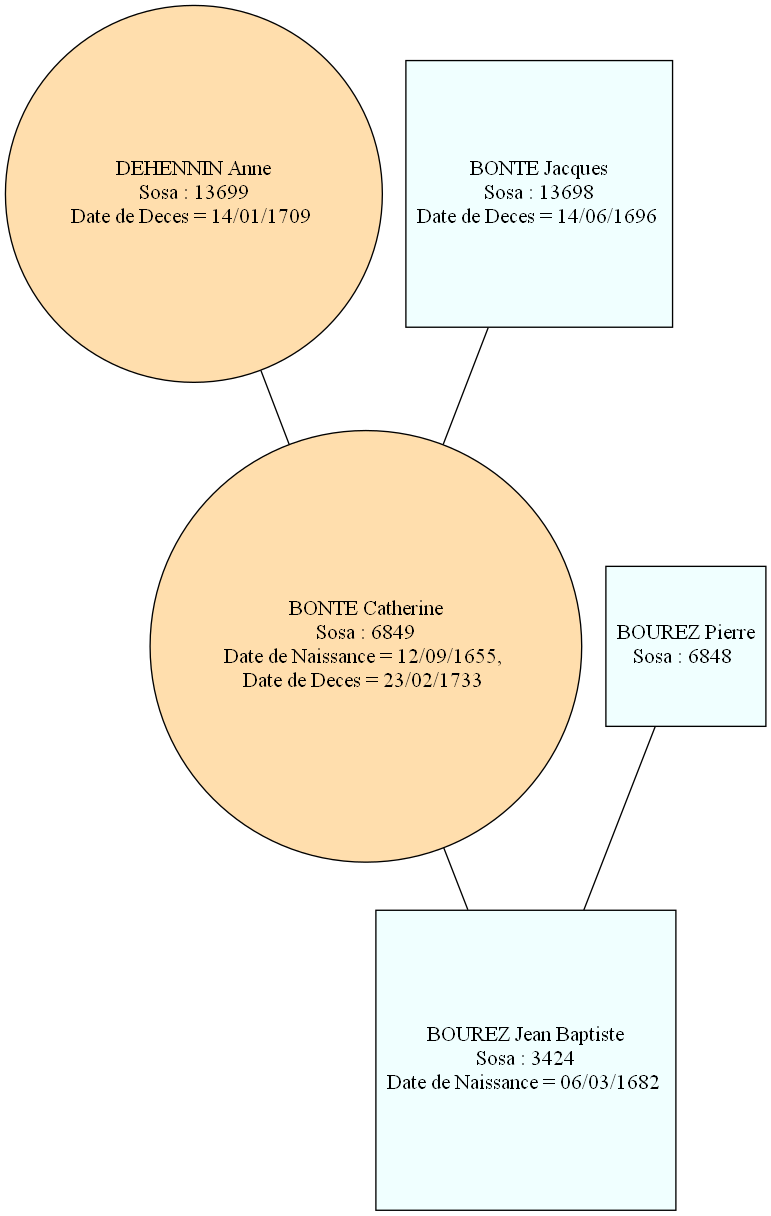 DEHENNIN Anne
Sosa : 13699
Date de Deces = 14/01/1709
BONTE Jacques
Sosa : 13698
Date de Deces = 14/06/1696
BONTE Catherine
Sosa : 6849
Date de Naissance = 12/09/1655,
Date de Deces = 23/02/1733
BOUREZ Pierre
Sosa : 6848
BOUREZ Jean Baptiste
Sosa : 3424
Date de Naissance = 06/03/1682